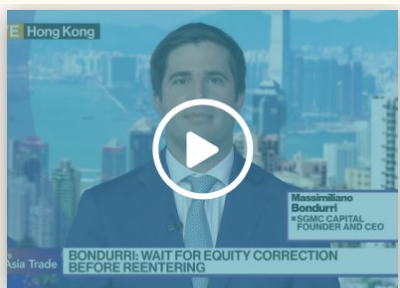 E Hong Kong
Massimiliano
Bondurri
SGMC CAPITAL
FOUNDER AND CEO
Asia Trade
BONDURRI: WAIT FOR EQUITY CORRECTION
BEFORE REENTERING